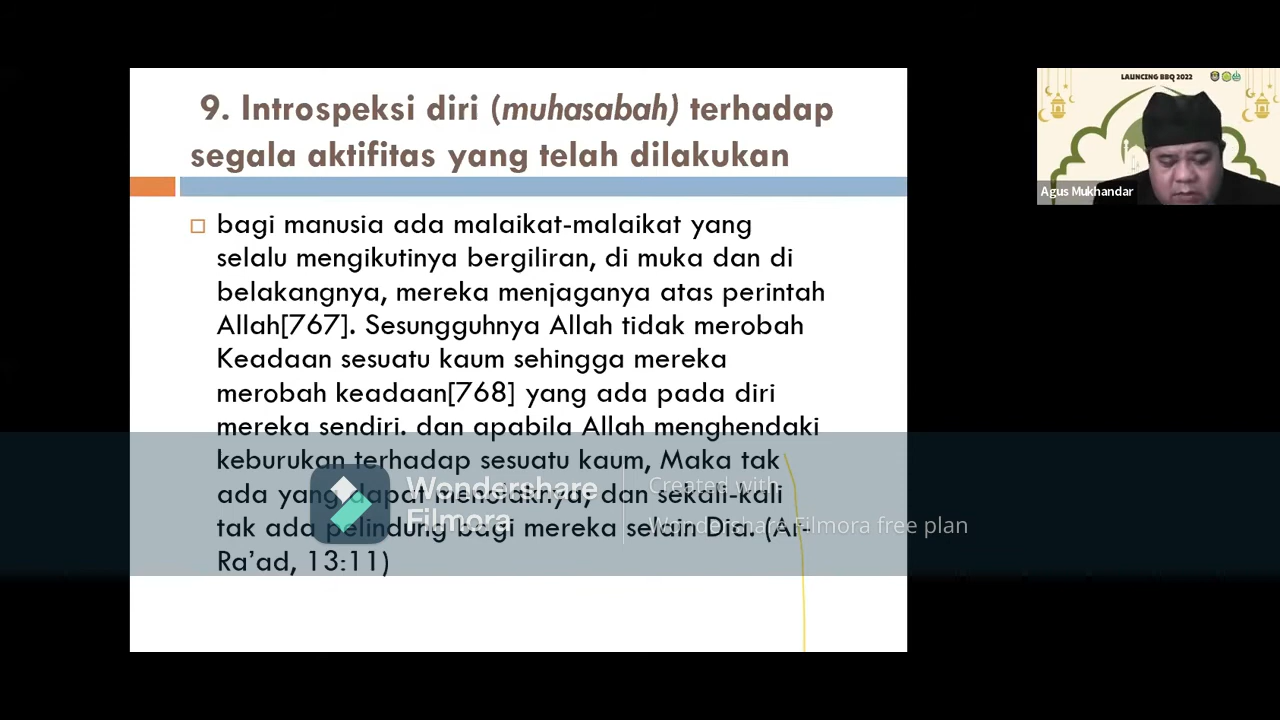 LAUNCING BBQ 2022
9. Introspeksi diri (muhasabah) terhadap
segala aktifitas yang telah dilakukan
Agus Mukhandar
bagi manusia ada malaikat-malaikat yang
selalu mengikutinya bergiliran, di muka dan di
belakangnya, mereka menjaganya atas perintah
Allah[767]. Sesungguhnya Allah tidak merobah
Keadaan sesuatu kaum sehingga mereka
merobah keadaan[768] yang ada pada diri
mereka sendiri. dan apabila Allah menghendaki
keburukan terhadap sesuatu kaum, Maka tak
ada yang dapat menolaknya; dan sekali-kali
tak ada pelindung bagi mereka selain Dia. (Ar-
Ra'ad, 13:11)
Wondershare
Filmora
Created with
Wondershare Filmora free plan